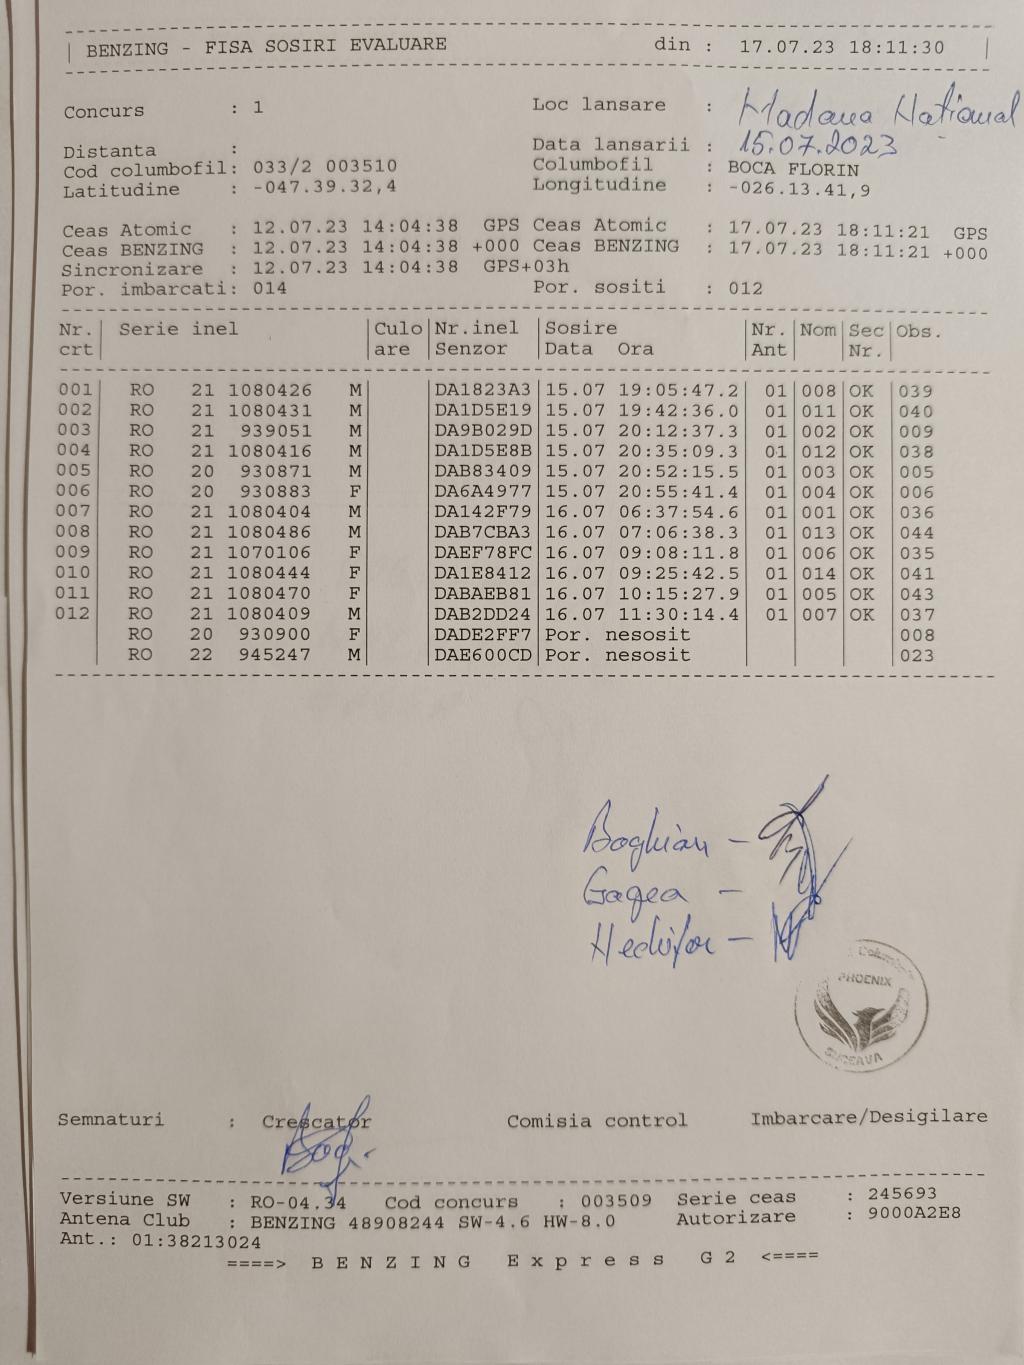 BENZING - FISA SOSIRI EVALUARE din : 17.07.23 18:11:30
Concurs : 1 Loc lansare : Madona Național
Distanta : Data lansarii : 15.07.2023
Cod columbofil: 033/2 003510 Columbofil : BOCA FLORIN
Latitudine : -047.39.32,4 Longitudine : -026.13.41,9
Ceas Atomic : 12.07.23 14:04:38 GPS Ceas Atomic : 17.07.23 18:11:21 GPS
Ceas BENZING : 12.07.23 14:04:38 +000 Ceas BENZING : 17.07.23 18:11:21 +000
Sincronizare : 12.07.23 14:04:38 GPS+03h
Por. imbarcati: 014 Por. sositi : 012
Nr. Serie inel Culo Nr.inel Sosire Nr. Nom Sec Obs.
crt are Senzor Data Ora Ant Nr.
001 RO 21 1080426 M DA1823A3 15.07 19:05:47.2 01 008 OK 039
002 RO 21 1080431 M DA1D5E19 15.07 19:42:36.0 01 011 OK 040
003 RO 21 939051 M DA9B029D 15.07 20:12:37.3 01 002 OK 009
004 RO 21 1080416 M DA1D5E8B 15.07 20:35:09.3 01 012 OK 038
005 RO 20 930871 M DAB83409 15.07 20:52:15.5 01 003 OK 005
006 RO 20 930883 F DA6A4977 15.07 20:55:41.4 01 004 OK 006
007 RO 21 1080404 M DA142F79 16.07 06:37:54.6 01 001 OK 036
008 RO 21 1080486 M DAB7CBA3 16.07 07:06:38.3 01 013 OK 044
009 RO 21 1070106 F DAEF78FC 16.07 09:08:11.8 01 006 OK 035
010 RO 21 1080444 F DA1E8412 16.07 09:25:42.5 01 014 OK 041
011 RO 21 1080470 F DABAEB81 16.07 10:15:27.9 01 005 OK 043
012 RO 21 1080409 M DAB2DD24 16.07 11:30:14.4 01 007 OK 037
RO 20 930900 F DADE2FF7 Por. nesosit 008
RO 22 945247 M DAE600CD Por. nesosit 023
Boghian -
Gagea -
-
PHOENIX
SUCEAVA
Semnaturi : Crescator Comisia control Imbarcare/Desigilare
Versiune SW : RO-04.34 Cod concurs : 003509 Serie ceas : 245693
Antena Club : BENZING 48908244 SW-4.6 HW-8.0 Autorizare : 9000A2E8
Ant.: 01:38213024
====> B E N Z I N G E x p r e s s G 2 <====